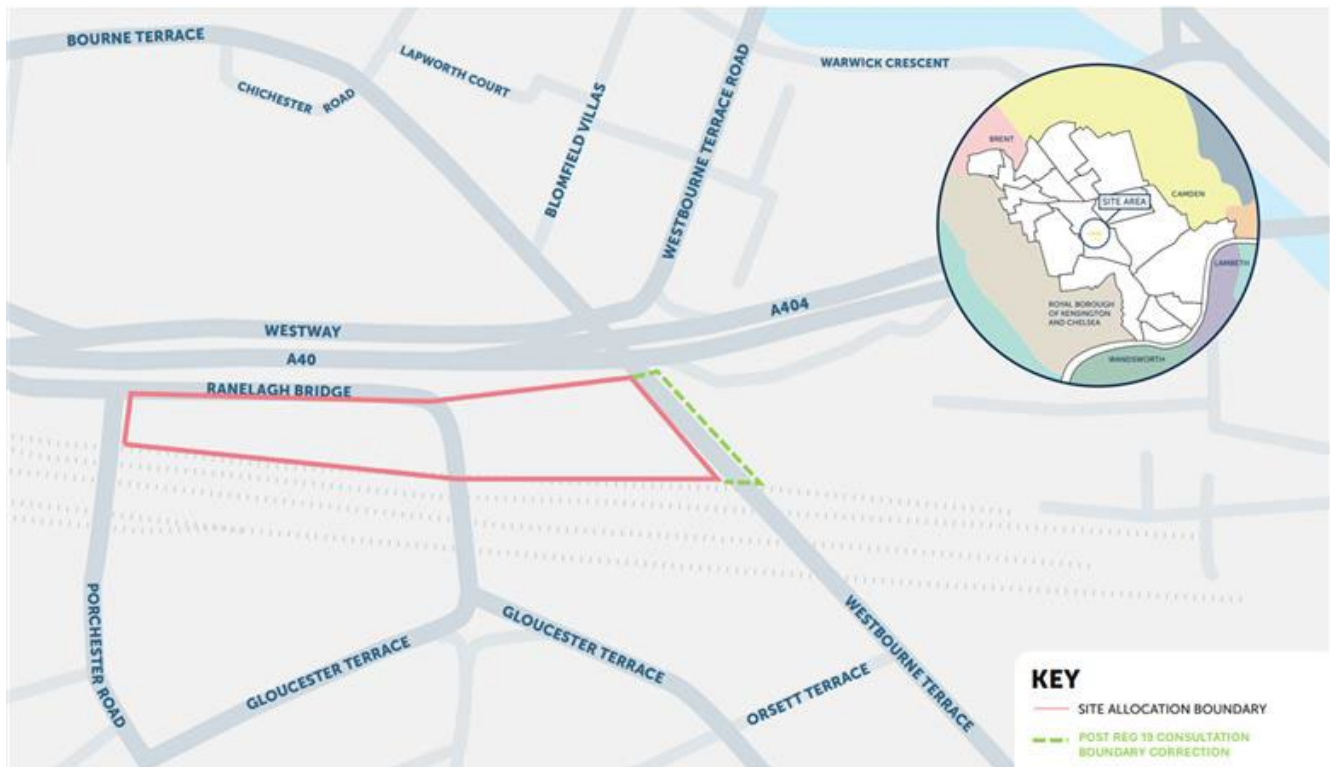 BOURNE TERRACE
CHICHESTER ROAD
LAPWORTH COURT
BLOMFIELD VILLAS
WESTBOURNE TERRACE ROAD
WARWICK CRESCENT
BRENT
CAMDEN
SITE AREA
LAMBETH
ROYAL BOROUGH
OF KENSINGTON
AND CHELSEA
WANDSWORTH
WESTWAY
A404
A40
RANELAGH BRIDGE
PORCHESTER ROAD
GLOUCESTER TERRACE
GLOUCESTER TERRACE
ORSETT TERRACE
WESTBOURNE TERRACE
KEY
SITE ALLOCATION BOUNDARY
POST REG 19 CONSULTATION
BOUNDARY CORRECTION